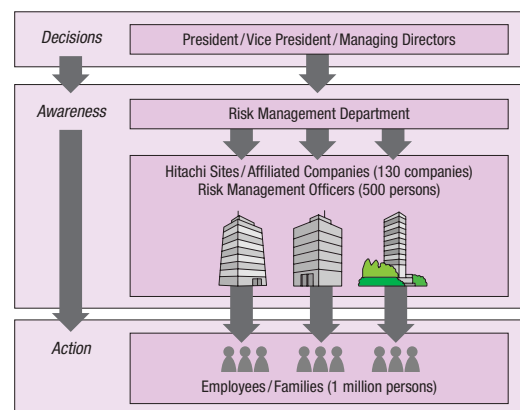 Decisions
President/Vice President/Managing Directors
Awareness
Risk Management Department
Hitachi Sites/Affiliated Companies (130 companies)
Risk Management Officers (500 persons)
Action
Employees/Families (1 million persons)